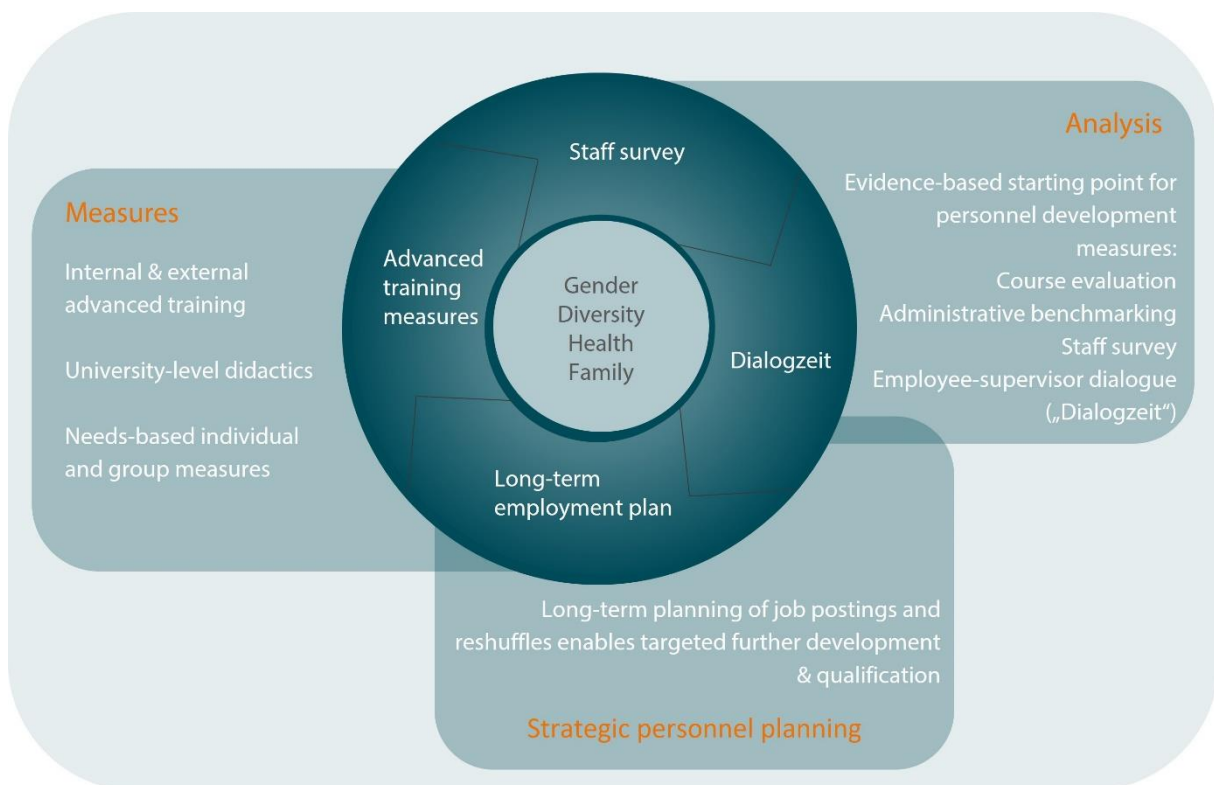 Measures
Internal & external
advanced training
University-level didactics
Needs-based individual
and group measures
Staff survey
Advanced
training
measures
Gender
Diversity
Health
Family
Dialogzeit
Long-term
employment plan
Analysis
Evidence-based starting point for
personnel development
measures:
Course evaluation
Administrative benchmarking
Staff survey
Employee-supervisor dialogue
(„Dialogzeit“)
Long-term planning of job postings and
reshuffles enables targeted further development
& qualification
Strategic personnel planning